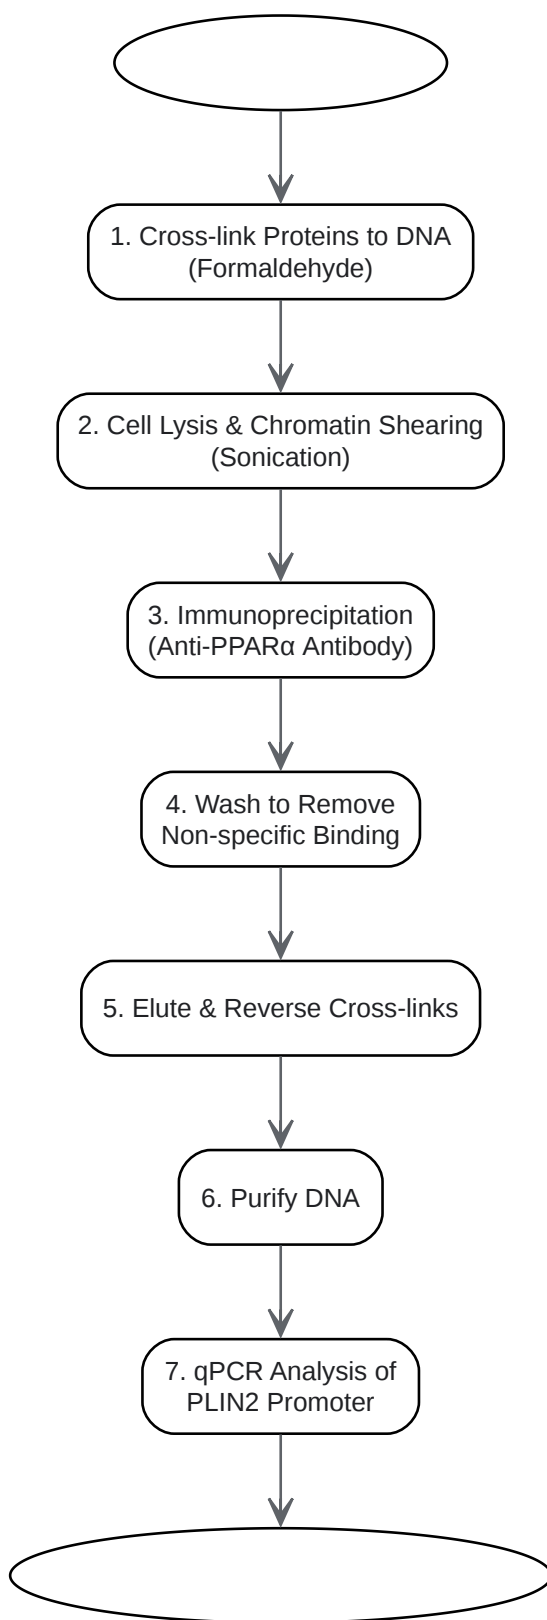 1. Cross-link Proteins to DNA
(Formaldehyde)
2. Cell Lysis & Chromatin Shearing
(Sonication)
3. Immunoprecipitation
(Anti-PPARα Antibody)
4. Wash to Remove
Non-specific Binding
5. Elute & Reverse Cross-links
6. Purify DNA
7. qPCR Analysis of
PLIN2 Promoter